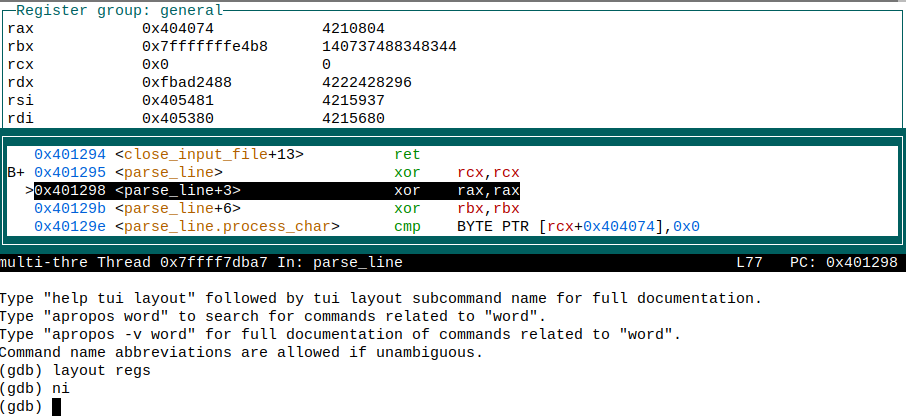 Register group: general
rax 0x404074 4210804
rbx 0x7fffffffe4b8 140737488348344
rcx 0x0 0
rdx 0xfbad2488 4222428296
rsi 0x405481 4215937
rdi 0x405380 4215680
0x401294 <close_input_file+13> ret
B+ 0x401295 <parse_line> xor rcx,rcx
>0x401298 <parse_line+3> xor rax,rax
0x40129b <parse_line+6> xor rbx,rbx
0x40129e <parse_line.process_char> cmp BYTE PTR [rcx+0x404074],0x0
multi-thre Thread 0x7ffff7dba7 In: parse_line L77 PC: 0x401298
Type "help tui layout" followed by tui layout subcommand name for full documentation.
Type "apropos word" to search for commands related to "word".
Type "apropos -v word" for full documentation of commands related to "word".
Command name abbreviations are allowed if unambiguous.
(gdb) layout regs
(gdb) ni
(gdb)